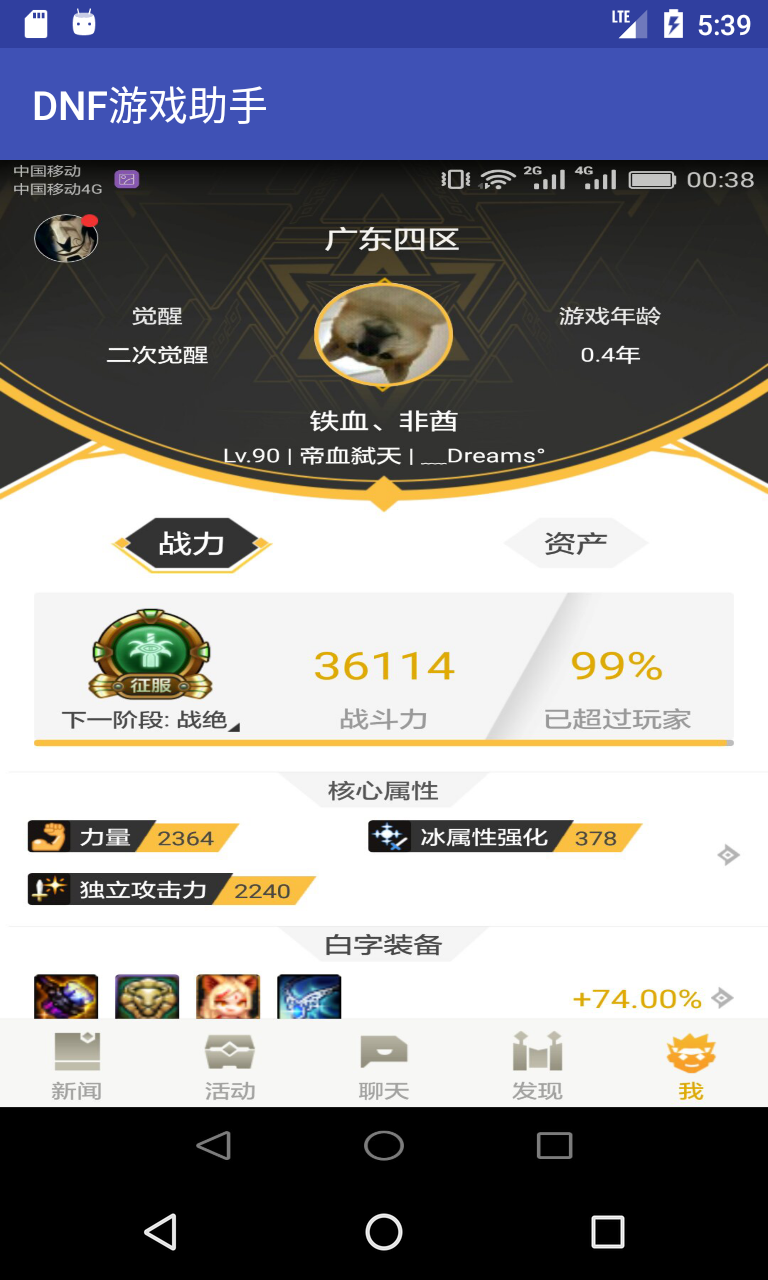 LTE 5:39
DNF游戏助手
中国移动
中国移动4G
2G 4G 00:38
广东四区
觉醒
游戏年龄
二次觉醒
0.4年
铁血、非酋
Lv.90 | 帝血弑天 | __Dreams°
战力
资产
征服
36114
99%
下一阶段: 战绝
战斗力
已超过玩家
核心属性
力量 2364
冰属性强化 378
独立攻击力 2240
白字装备
+74.00%
新闻
活动
聊天
发现
我